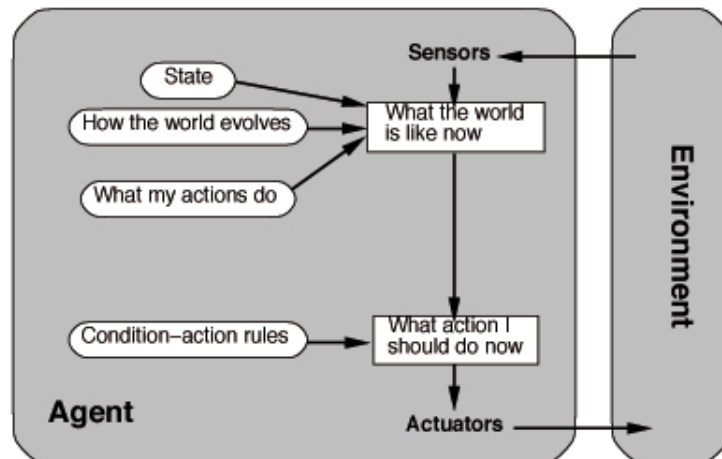 Sensors
State
What the world
is like now
How the world evolves
What my actions do
Condition–action rules
What action I
should do now
Agent
Actuators
Environment